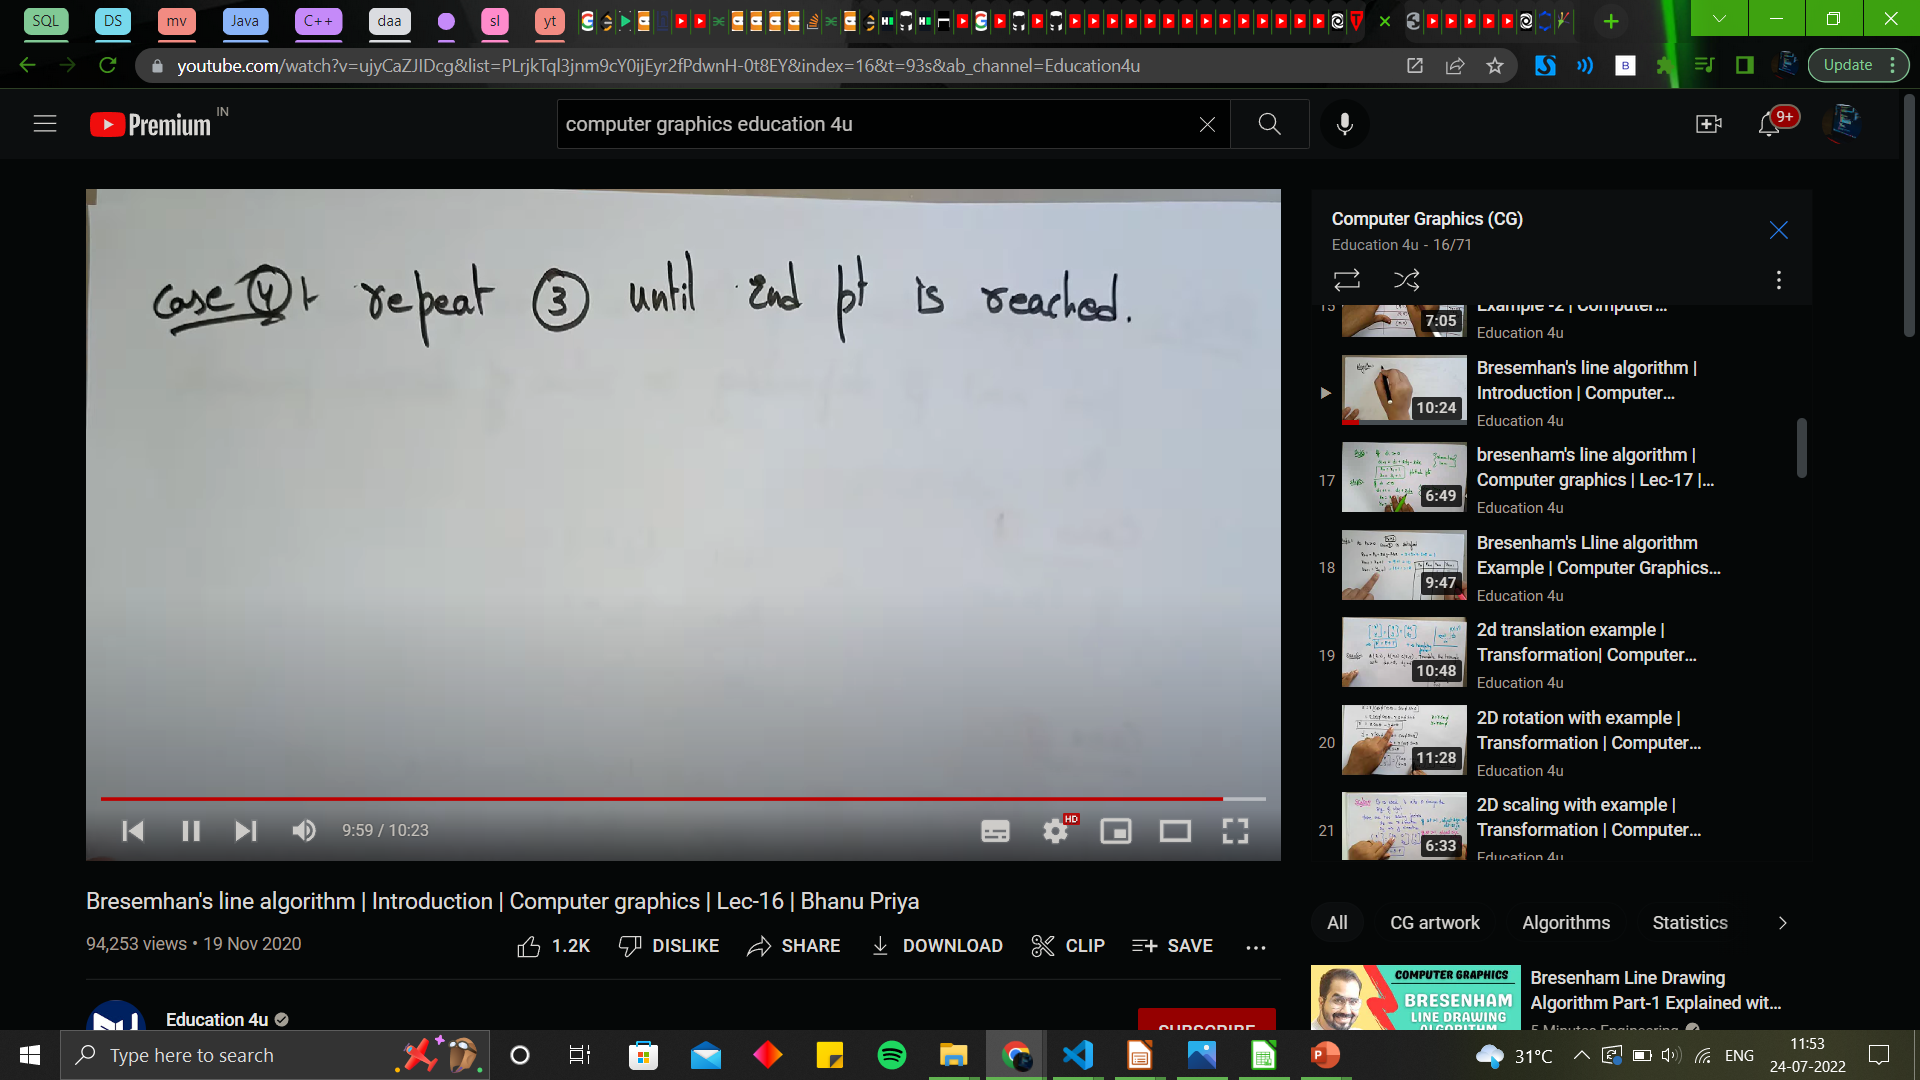 SQL DS mv Java C++ daa sl yt
youtube.com/watch?v=ujyCaZJIDcg&list=PLrjkTql3jnm9cY0ijEyr2fPdwnH-0t8EY&index=16&t=93s&ab_channel=Education4u
Update
Premium IN
computer graphics education 4u
9+
case ④ repeat ③ until 2nd pt is reached.
9:59 / 10:23
HD
Bresemhan's line algorithm | Introduction | Computer graphics | Lec-16 | Bhanu Priya
94,253 views • 19 Nov 2020
1.2K DISLIKE SHARE DOWNLOAD CLIP SAVE
Education 4u
SUBSCRIBE
Computer Graphics (CG)
Education 4u - 16/71
15
7:05
Example -2 | Computer...
Education 4u
10:24
Bresemhan's line algorithm |
Introduction | Computer...
Education 4u
17
6:49
bresenham's line algorithm |
Computer graphics | Lec-17 |...
Education 4u
18
9:47
Bresenham's Lline algorithm
Example | Computer Graphics...
Education 4u
19
10:48
2d translation example |
Transformation| Computer...
Education 4u
20
11:28
2D rotation with example |
Transformation | Computer...
Education 4u
21
6:33
2D scaling with example |
Transformation | Computer...
Education 4u
All CG artwork Algorithms Statistics
COMPUTER GRAPHICS
BRESENHAM
LINE DRAWING
ALGORITHM
Bresenham Line Drawing
Algorithm Part-1 Explained wit...
5 Minutes Engineering
Type here to search
31°C
ENG
11:53
24-07-2022